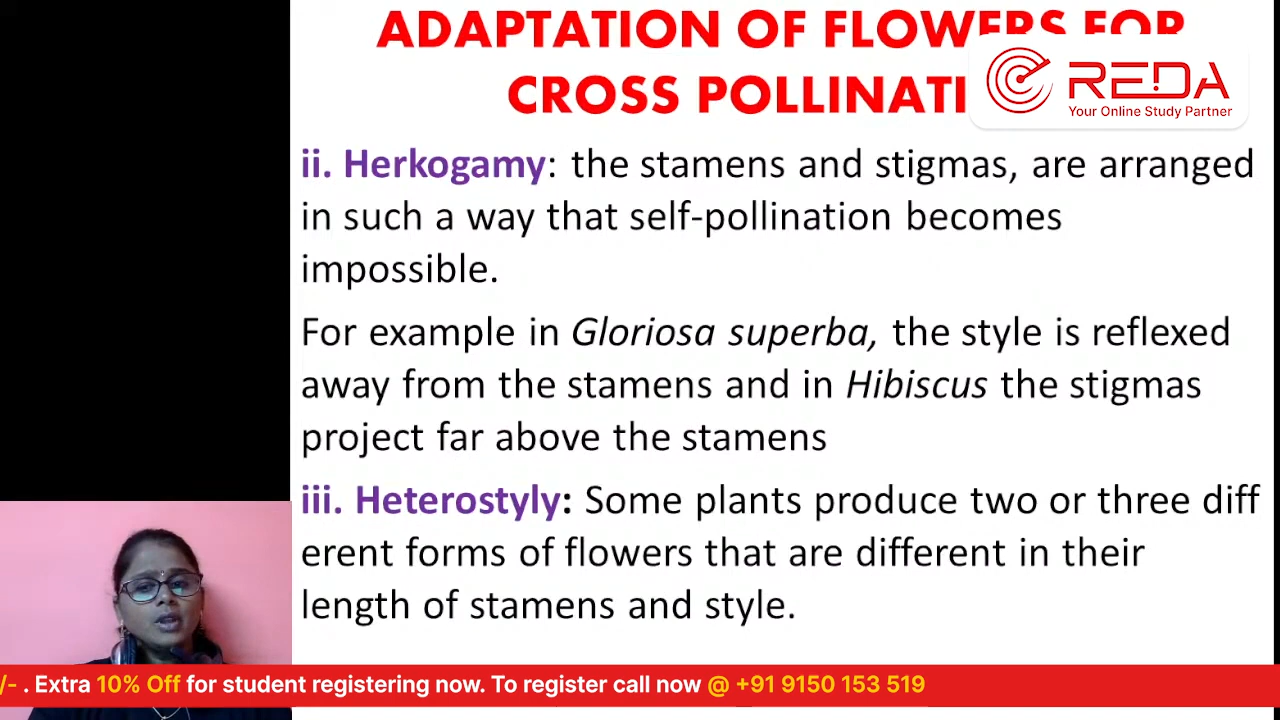 ADAPTATION OF FLOWERS FOR
CROSS POLLINATI
REDA
Your Online Study Partner
ii. Herkogamy: the stamens and stigmas, are arranged
in such a way that self-pollination becomes
impossible.
For example in Gloriosa superba, the style is reflexed
away from the stamens and in Hibiscus the stigmas
project far above the stamens
iii. Heterostyly: Some plants produce two or three diff
erent forms of flowers that are different in their
length of stamens and style.
/- . Extra 10% Off for student registering now. To register call now @ +91 9150 153 519